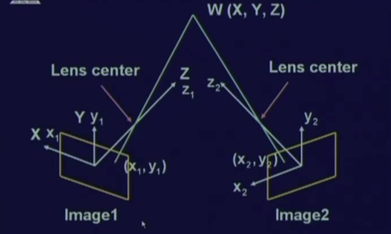 W (X, Y, Z)
Lens center
Lens center
Z
z₁
z₂
Y y₁
y₂
X x₁
(x₁,y₁)
(x₂,y₂)
x₂
Image1
Image2